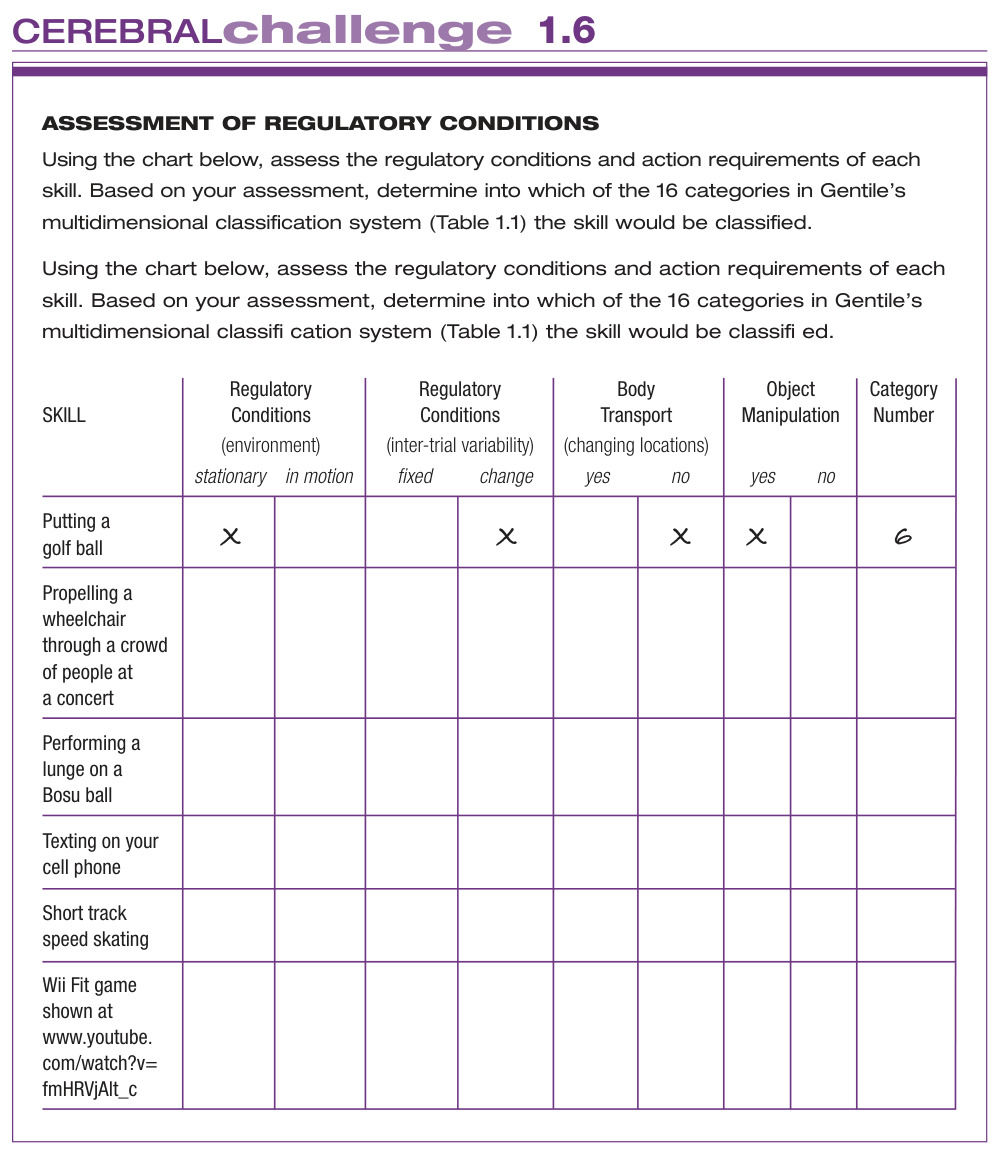 CEREBRALchallenge 1.6
ASSESSMENT OF REGULATORY CONDITIONS
Using the chart below, assess the regulatory conditions and action requirements of each
skill. Based on your assessment, determine into which of the 16 categories in Gentile's
multidimensional classification system (Table 1.1) the skill would be classified.
Using the chart below, assess the regulatory conditions and action requirements of each
skill. Based on your assessment, determine into which of the 16 categories in Gentile's
multidimensional classifi cation system (Table 1.1) the skill would be classifi ed.
SKILL
Regulatory
Conditions
(environment)
stationary in motion
Regulatory
Conditions
(inter-trial variability)
fixed change
Body
Transport
(changing locations)
yes no
Object
Manipulation
yes no
Category
Number
Putting a
golf ball
X X X X 6
Propelling a
wheelchair
through a crowd
of people at
a concert
Performing a
lunge on a
Bosu ball
Texting on your
cell phone
Short track
speed skating
Wii Fit game
shown at
www.youtube.
com/watch?v=
fmHRVjAlt_c